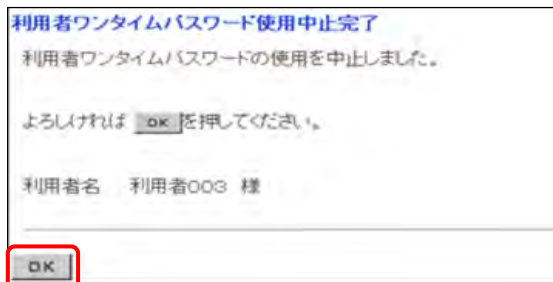 利用者ワンタイムパスワード使用中止完了
利用者ワンタイムパスワードの使用を中止しました。
よろしければ OK を押してください。
利用者名 利用者003 様
OK